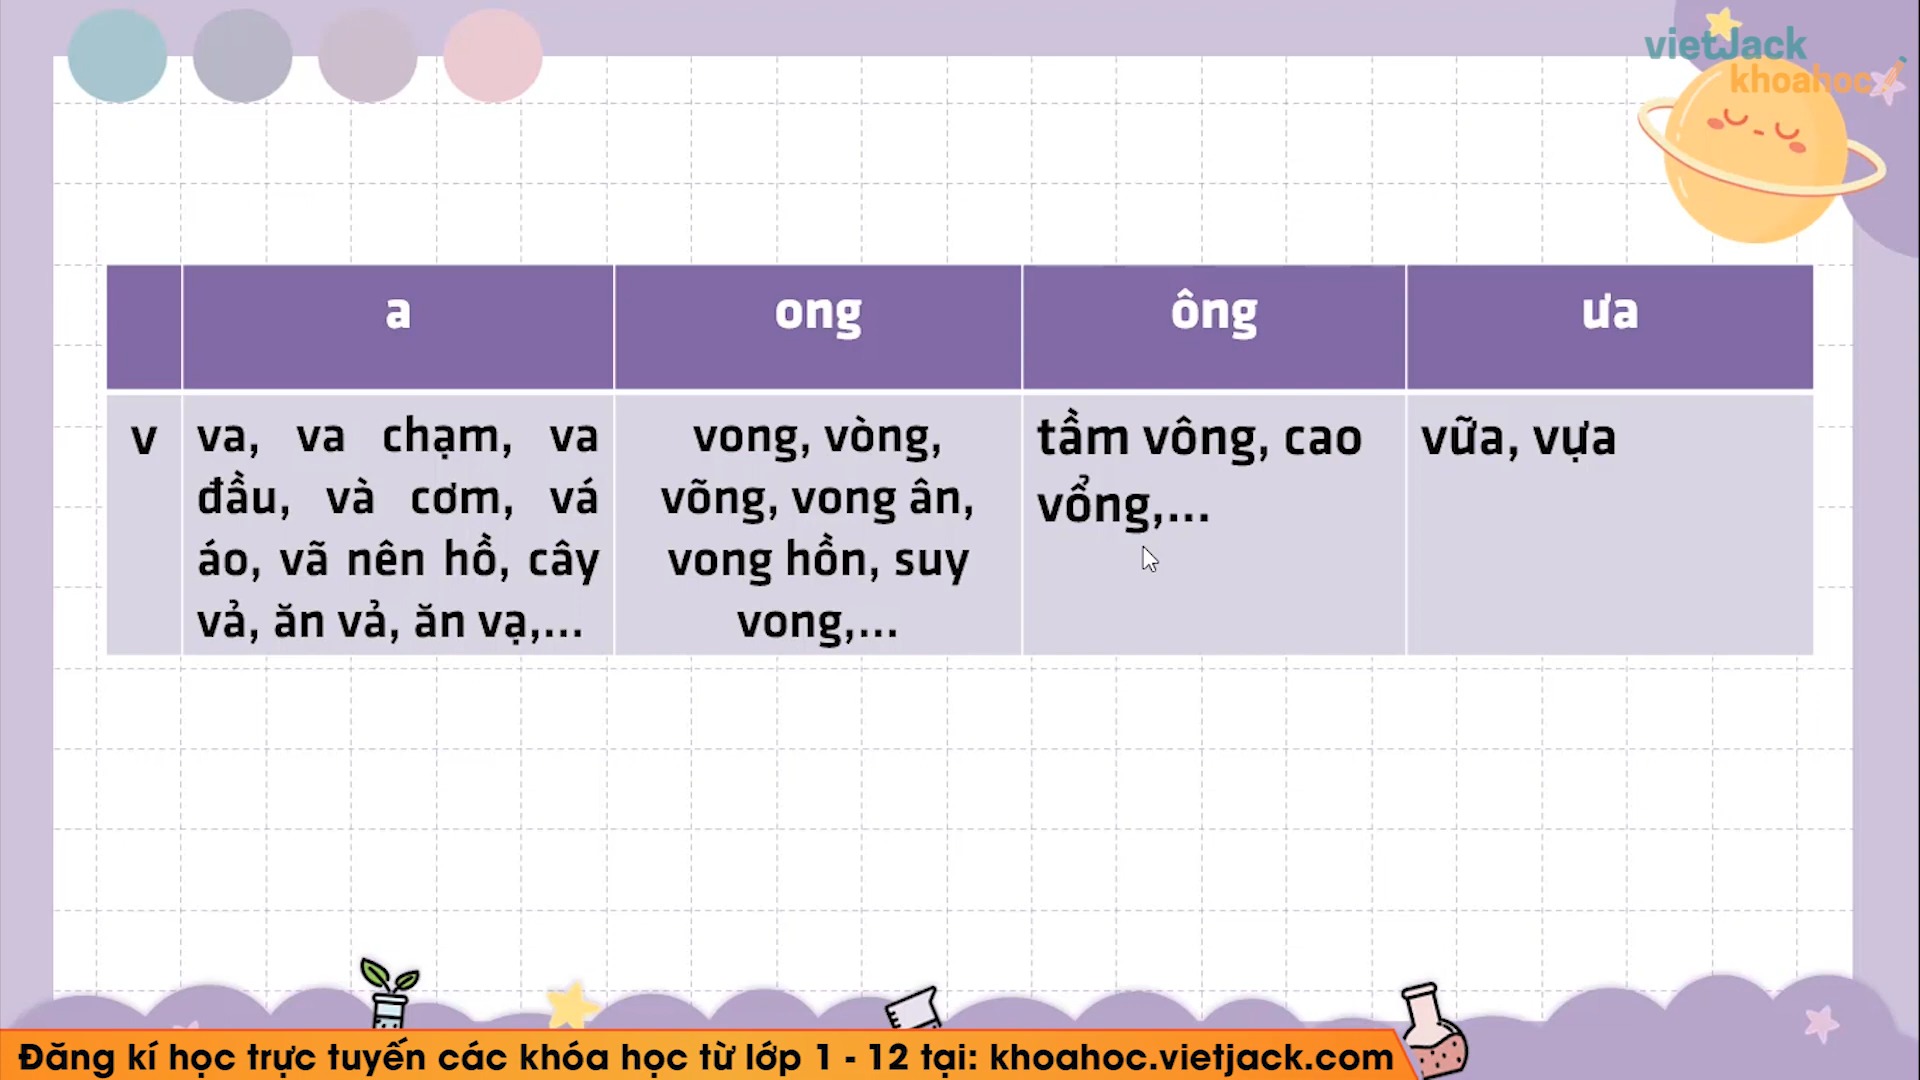 vietJack
khoahoc
a
ong
ông
ưa
v
va, va chạm, va
đầu, và cơm, vá
áo, vã nên hồ, cây
vả, ăn vả, ăn vạ,...
vong, vòng,
võng, vong ân,
vong hồn, suy
vong,...
tầm vông, cao
vổng,...
vữa, vựa
Đăng kí học trực tuyến các khóa học từ lớp 1 - 12 tại: khoahoc.vietjack.com